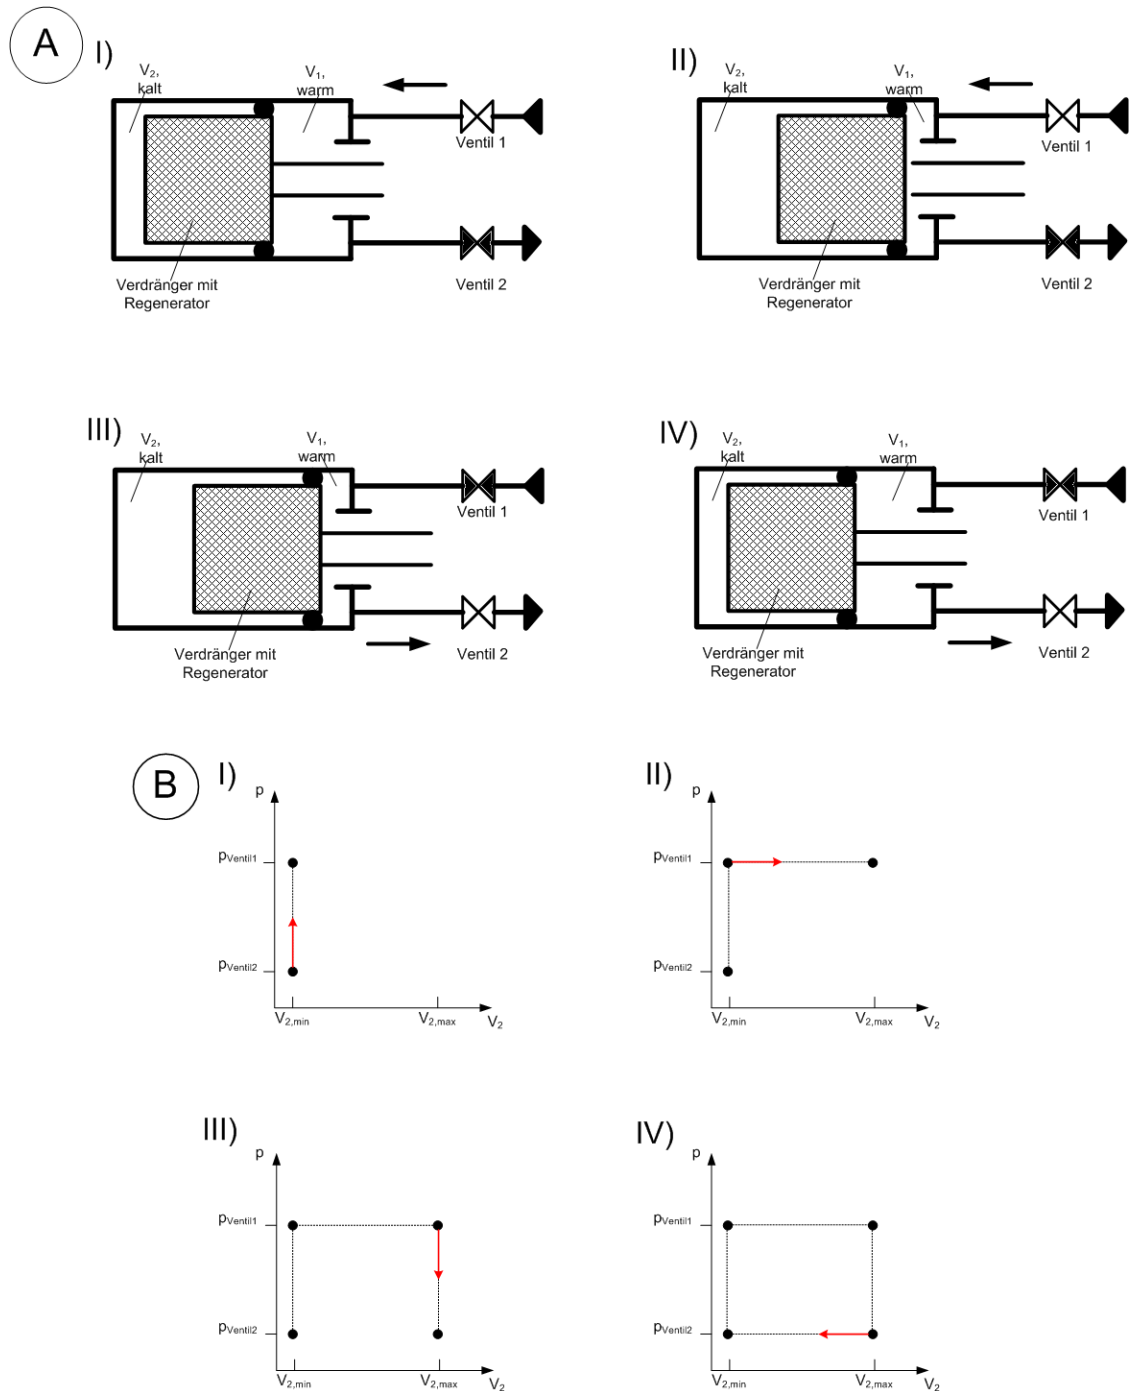 A
I)
V2,
kalt
V1,
warm
Ventil 1
Verdränger mit
Regenerator
Ventil 2
II)
V2,
kalt
V1,
warm
Ventil 1
Verdränger mit
Regenerator
Ventil 2
III)
V2,
kalt
V1,
warm
Ventil 1
Verdränger mit
Regenerator
Ventil 2
IV)
V2,
kalt
V1,
warm
Ventil 1
Verdränger mit
Regenerator
Ventil 2
B
I)
p
pVentil1
pVentil2
V2,min
V2,max
V2
II)
p
pVentil1
pVentil2
V2,min
V2,max
V2
III)
p
pVentil1
pVentil2
V2,min
V2,max
V2
IV)
p
pVentil1
pVentil2
V2,min
V2,max
V2